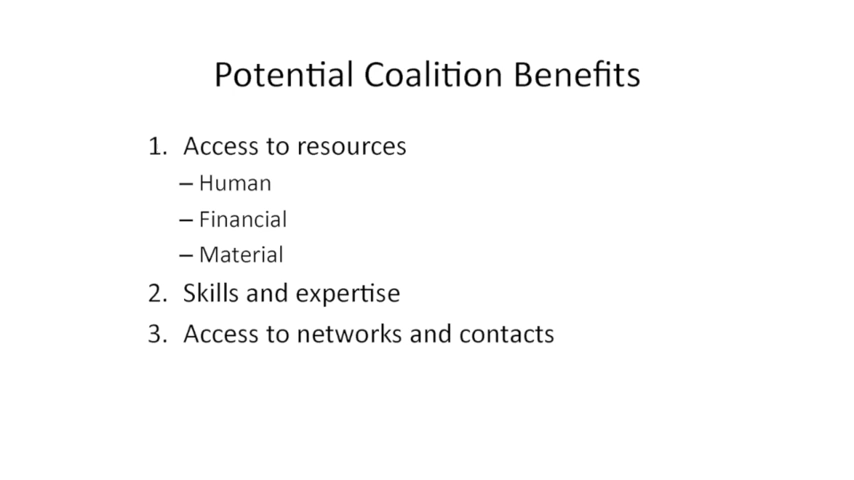 Potential Coalition Benefits
1. Access to resources
– Human
– Financial
– Material
2. Skills and expertise
3. Access to networks and contacts